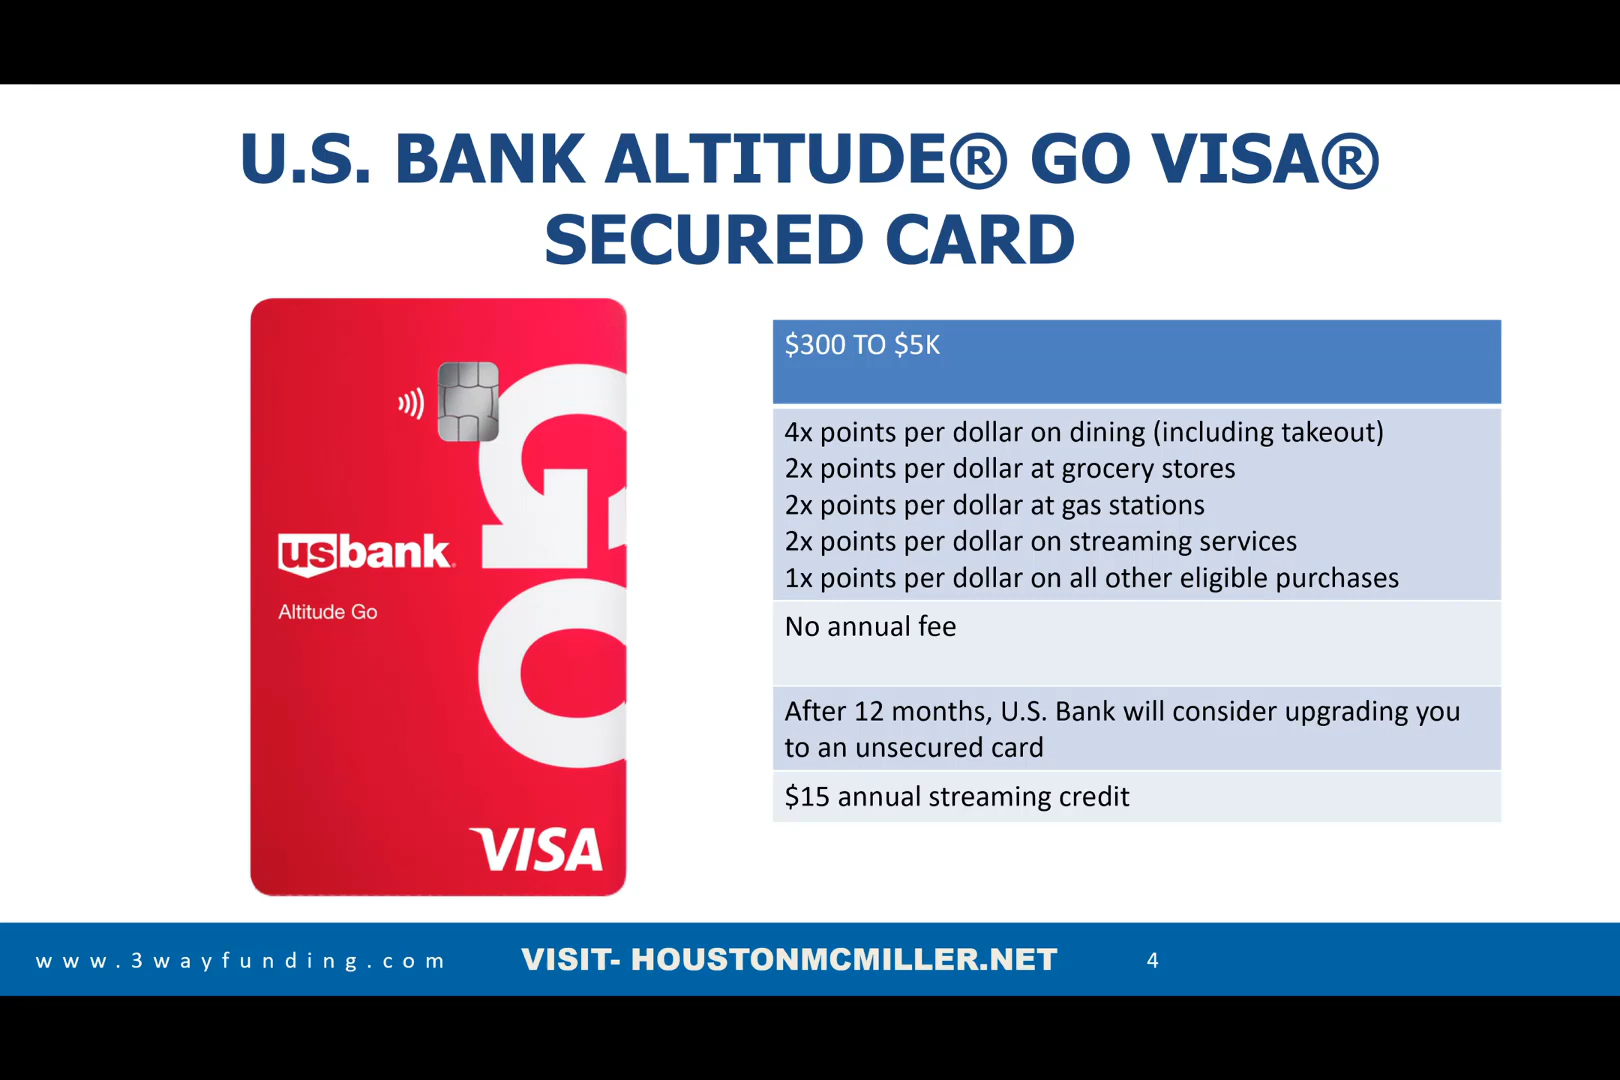 U.S. BANK ALTITUDE® GO VISA®
SECURED CARD
GO
usbank
Altitude Go
VISA
$300 TO $5K
4x points per dollar on dining (including takeout)
2x points per dollar at grocery stores
2x points per dollar at gas stations
2x points per dollar on streaming services
1x points per dollar on all other eligible purchases
No annual fee
After 12 months, U.S. Bank will consider upgrading you
to an unsecured card
$15 annual streaming credit
www.3wayfunding.com
VISIT- HOUSTONMCMILLER.NET
4